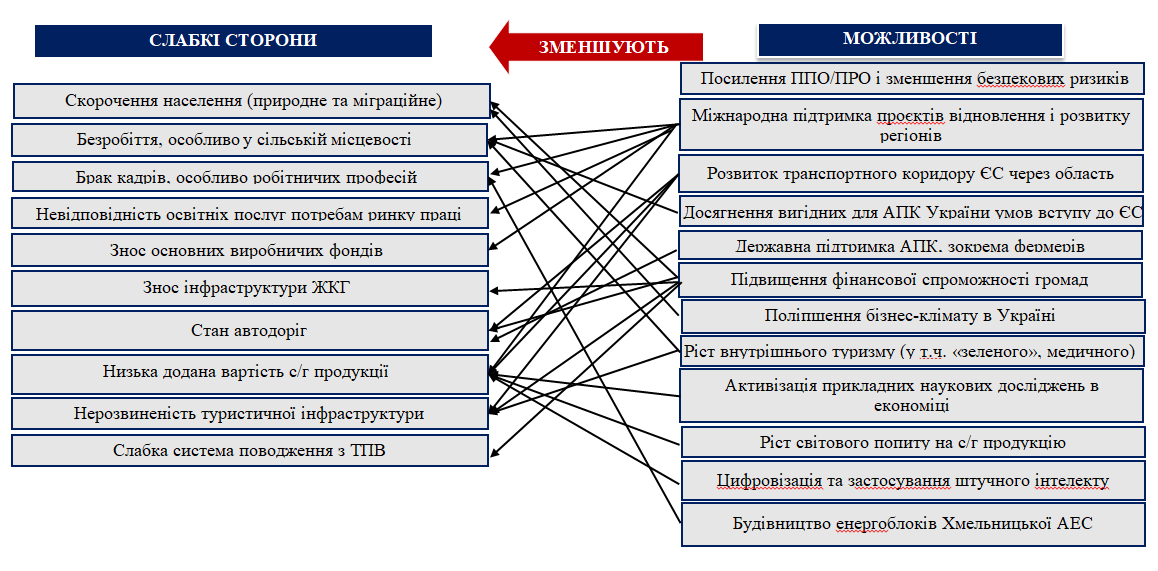 СЛАБКІ СТОРОНИ
ЗМЕНШУЮТЬ
МОЖЛИВОСТІ
Скорочення населення (природне та міграційне)
Безробіття, особливо у сільській місцевості
Брак кадрів, особливо робітничих професій
Невідповідність освітніх послуг потребам ринку праці
Знос основних виробничих фондів
Знос інфраструктури ЖКГ
Стан автодоріг
Низька додана вартість с/г продукції
Нерозвиненість туристичної інфраструктури
Слабка система поводження з ТПВ
Посилення ППО/ПРО і зменшення безпекових ризиків
Міжнародна підтримка проєктів відновлення і розвитку
регіонів
Розвиток транспортного коридору ЄС через область
Досягнення вигідних для АПК України умов вступу до ЄС
Державна підтримка АПК, зокрема фермерів
Підвищення фінансової спроможності громад
Поліпшення бізнес-клімату в Україні
Ріст внутрішнього туризму (у т.ч. «зеленого», медичного)
Активізація прикладних наукових досліджень в
економіці
Ріст світового попиту на с/г продукцію
Цифровізація та застосування штучного інтелекту
Будівництво енергоблоків Хмельницької АЕС